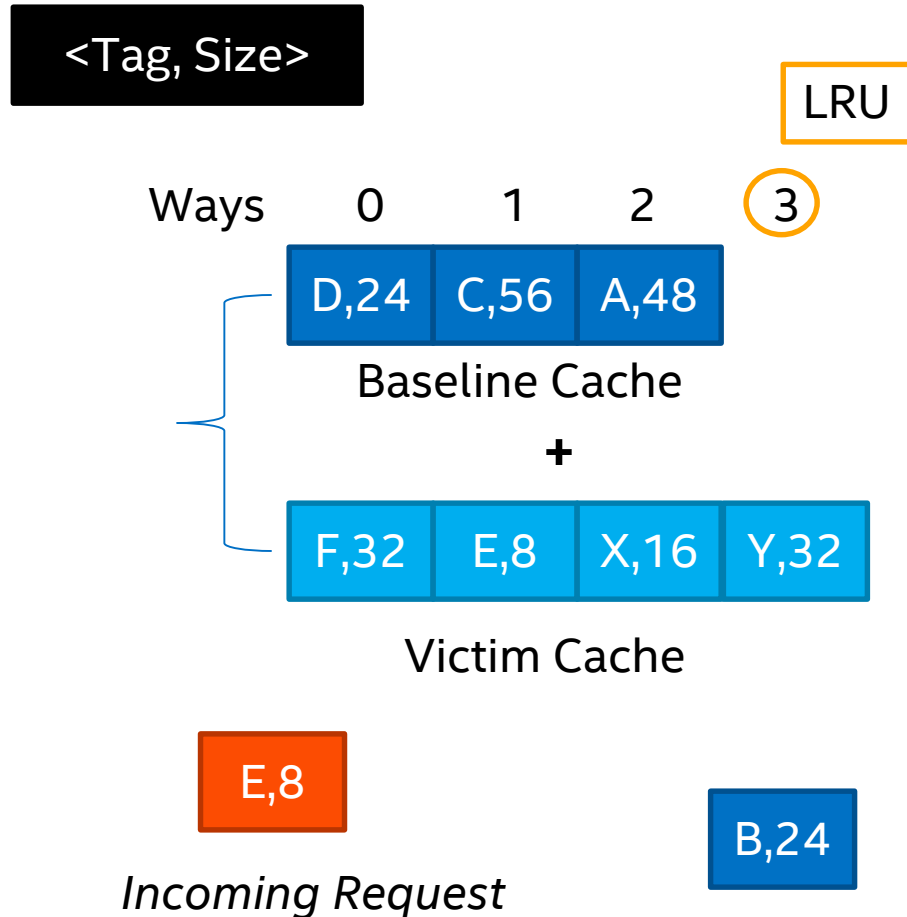 <Tag, Size>
LRU
Ways 0 1 2 3
D,24 C,56 A,48
Baseline Cache
+
F,32 E,8 X,16 Y,32
Victim Cache
E,8
B,24
Incoming Request